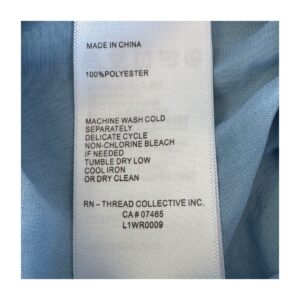 MADE IN CHINA
100%POLYESTER
MACHINE WASH COLD
SEPARATELY
DELICATE CYCLE
NON-CHLORINE BLEACH
IF NEEDED
TUMBLE DRY LOW
COOL IRON
OR DRY CLEAN
RN – THREAD COLLECTIVE INC.
CA# 07465
L1WR0009